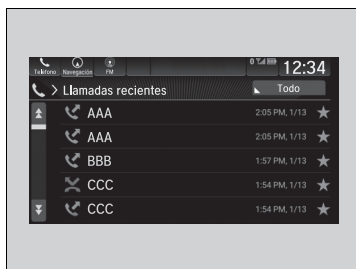 Teléfono Navegación FM 12:34
Llamadas recientes Todo
AAA 2:05 PM, 1/13
AAA 2:05 PM, 1/13
BBB 1:57 PM, 1/13
CCC 1:54 PM, 1/13
CCC 1:54 PM, 1/13